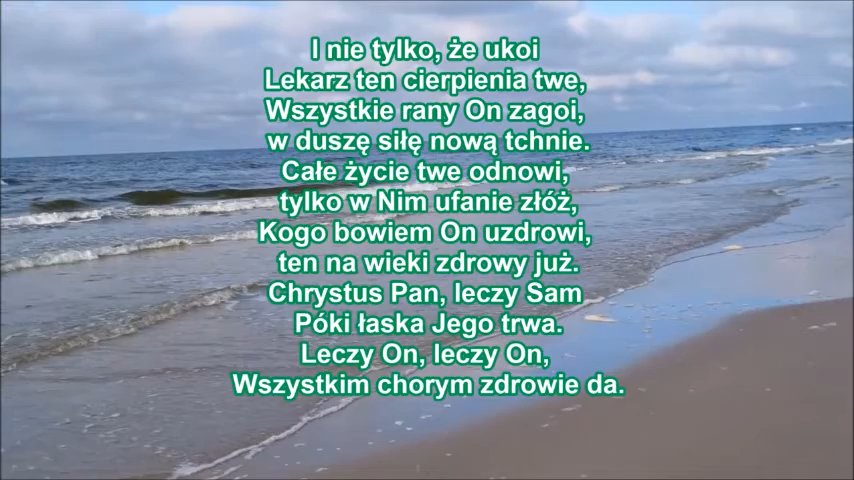 I nie tylko, że ukoi
Lekarz ten cierpienia twe,
Wszystkie rany On zagoi,
w duszę siłę nową tchnie.
Całe życie twe odnowi,
tylko w Nim ufanie złóż,
Kogo bowiem On uzdrowi,
ten na wieki zdrowy już.
Chrystus Pan, leczy Sam
Póki łaska Jego trwa.
Leczy On, leczy On,
Wszystkim chorym zdrowie da.